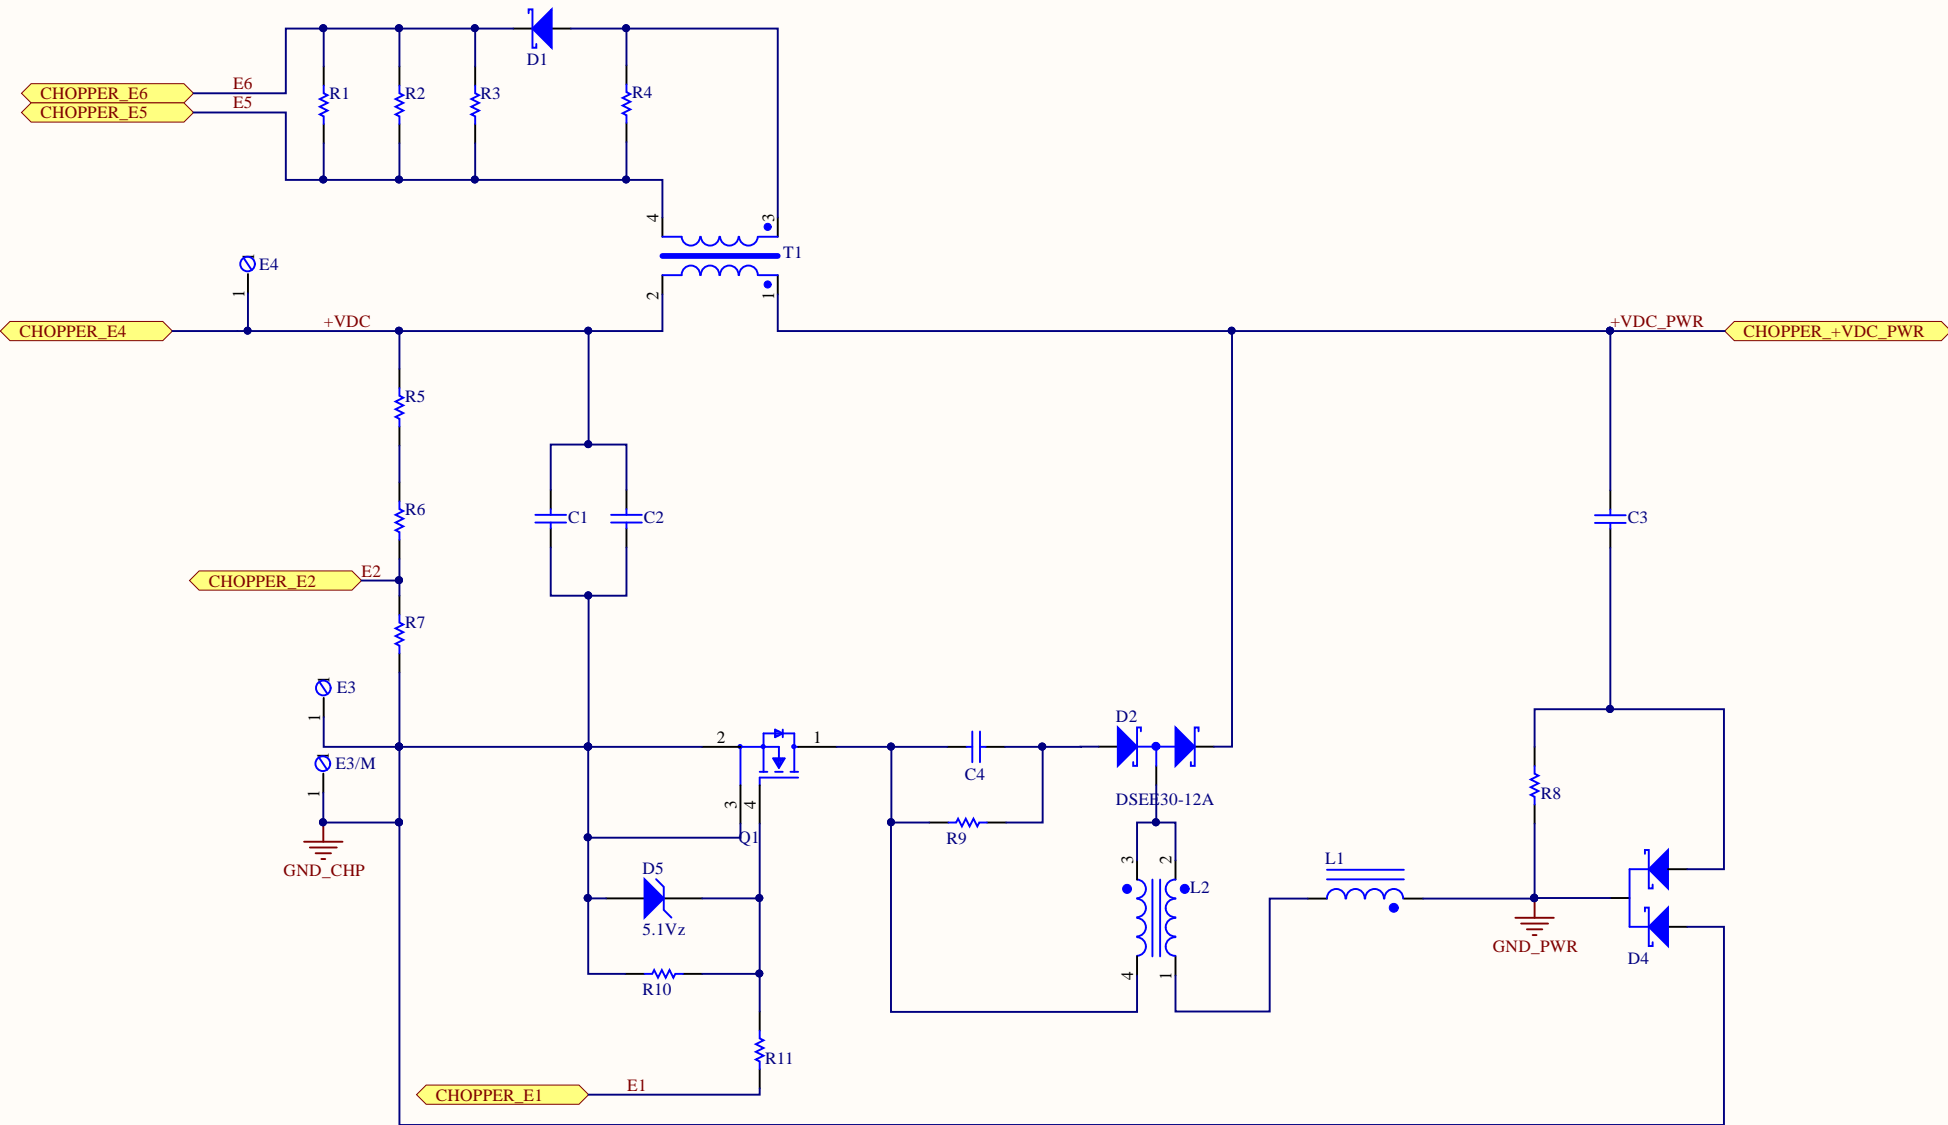 D1
E6
CHOPPER_E6
R1
R2
R3
R4
E5
CHOPPER_E5
4
3
T1
E4
1
2
1
CHOPPER_E4
+VDC
+VDC_PWR
CHOPPER_+VDC_PWR
R5
R6
C1
C2
C3
E2
CHOPPER_E2
R7
E3
1
D2
2
1
E3/M
1
C4
DSEE30-12A
R8
3
4
Q1
R9
GND_CHP
D5
3
2
L1
L2
5.1Vz
GND_PWR
D4
4
1
R10
R11
E1
CHOPPER_E1